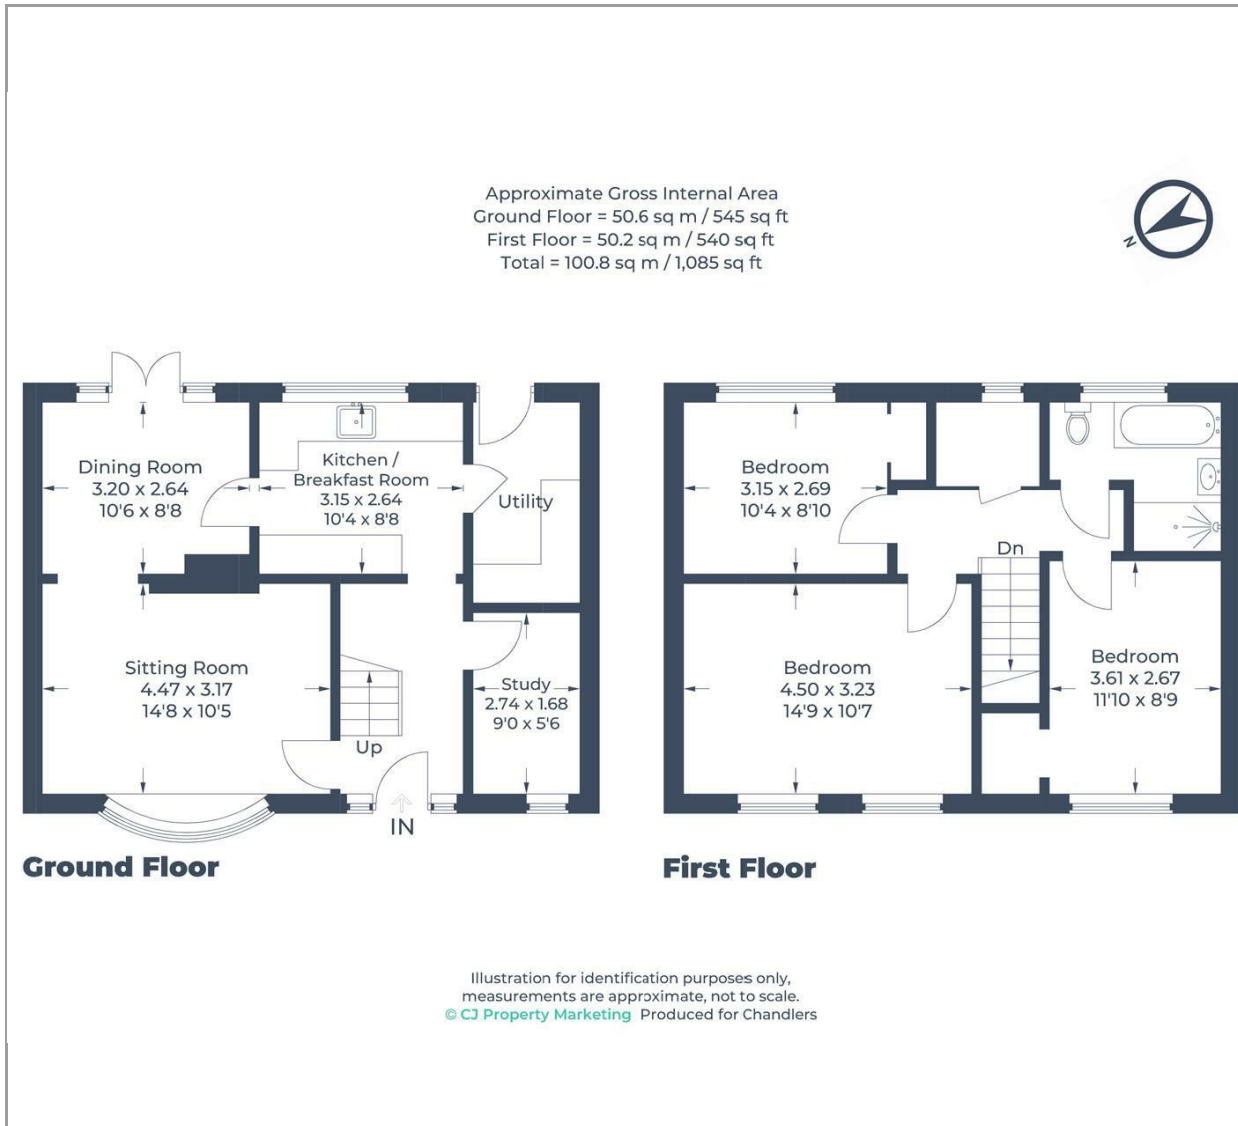 Approximate Gross Internal Area
Ground Floor = 50.6 sq m / 545 sq ft
First Floor = 50.2 sq m / 540 sq ft
Total = 100.8 sq m / 1,085 sq ft
N
Dining Room
3.20 x 2.64
10'6 x 8'8
Kitchen /
Breakfast Room
3.15 x 2.64
10'4 x 8'8
Utility
Sitting Room
4.47 x 3.17
14'8 x 10'5
Up
Study
2.74 x 1.68
9'0 x 5'6
IN
Ground Floor
Bedroom
3.15 x 2.69
10'4 x 8'10
Dn
Bedroom
4.50 x 3.23
14'9 x 10'7
Bedroom
3.61 x 2.67
11'10 x 8'9
First Floor
Illustration for identification purposes only,
measurements are approximate, not to scale.
© CJ Property Marketing Produced for Chandlers